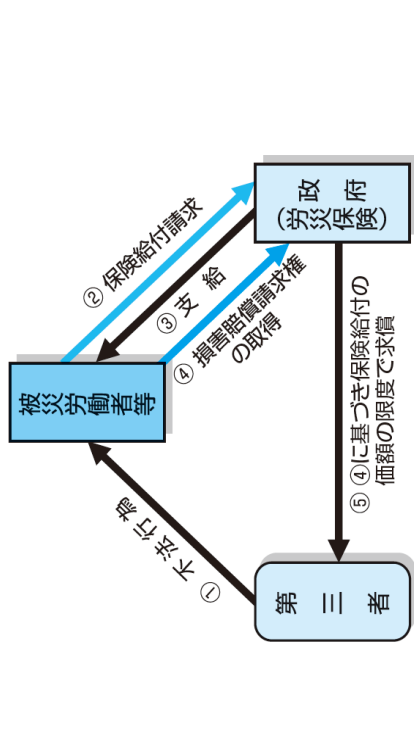 被災労働者等
① 不法行為
② 保険給付請求
③ 支給
④ 損害賠償請求権
の取得
政府
(労災保険)
第三者
⑤ ④に基づき保険給付の
価額の限度で求償